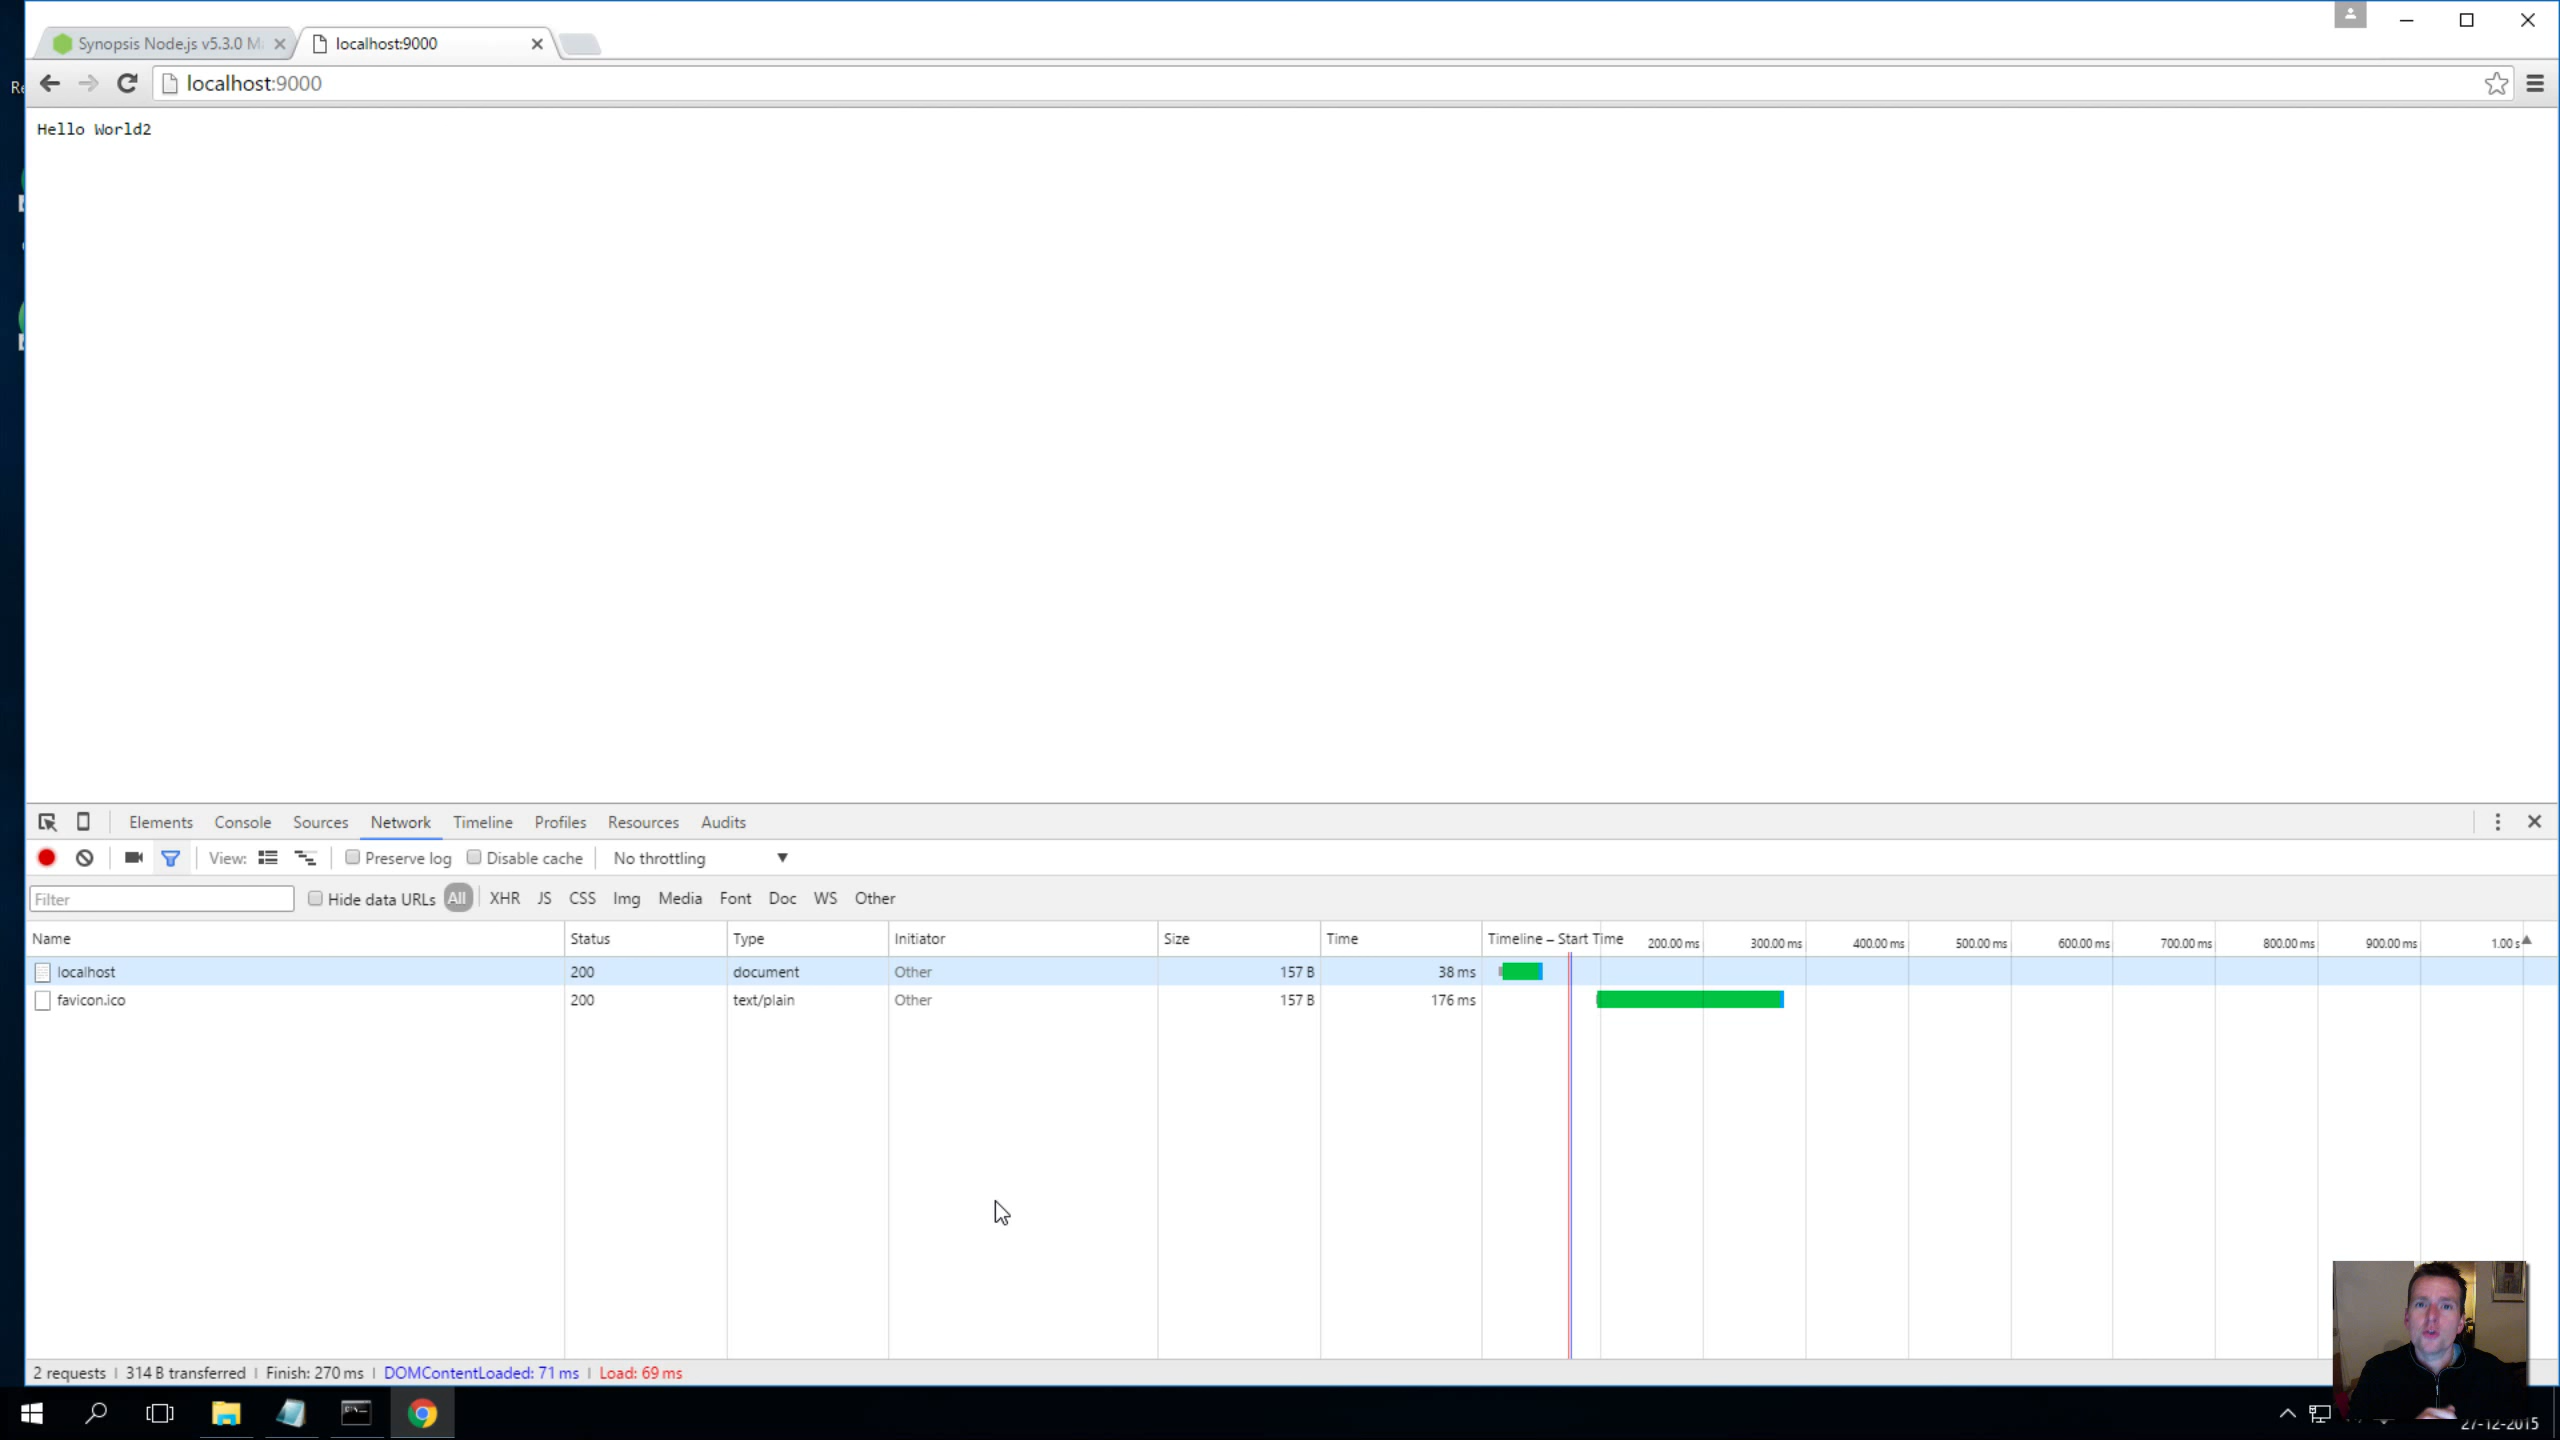 Synopsis Node.js v5.3.0 M
localhost:9000
localhost:9000
Hello World2
Elements Console Sources Network Timeline Profiles Resources Audits
View: Preserve log Disable cache No throttling
Filter Hide data URLs All XHR JS CSS Img Media Font Doc WS Other
Name Status Type Initiator Size Time Timeline – Start Time 200.00 ms 300.00 ms 400.00 ms 500.00 ms 600.00 ms 700.00 ms 800.00 ms 900.00 ms 1.00 s
localhost 200 document Other 157 B 38 ms
favicon.ico 200 text/plain Other 157 B 176 ms
2 requests | 314 B transferred | Finish: 270 ms | DOMContentLoaded: 71 ms | Load: 69 ms
27-12-2015